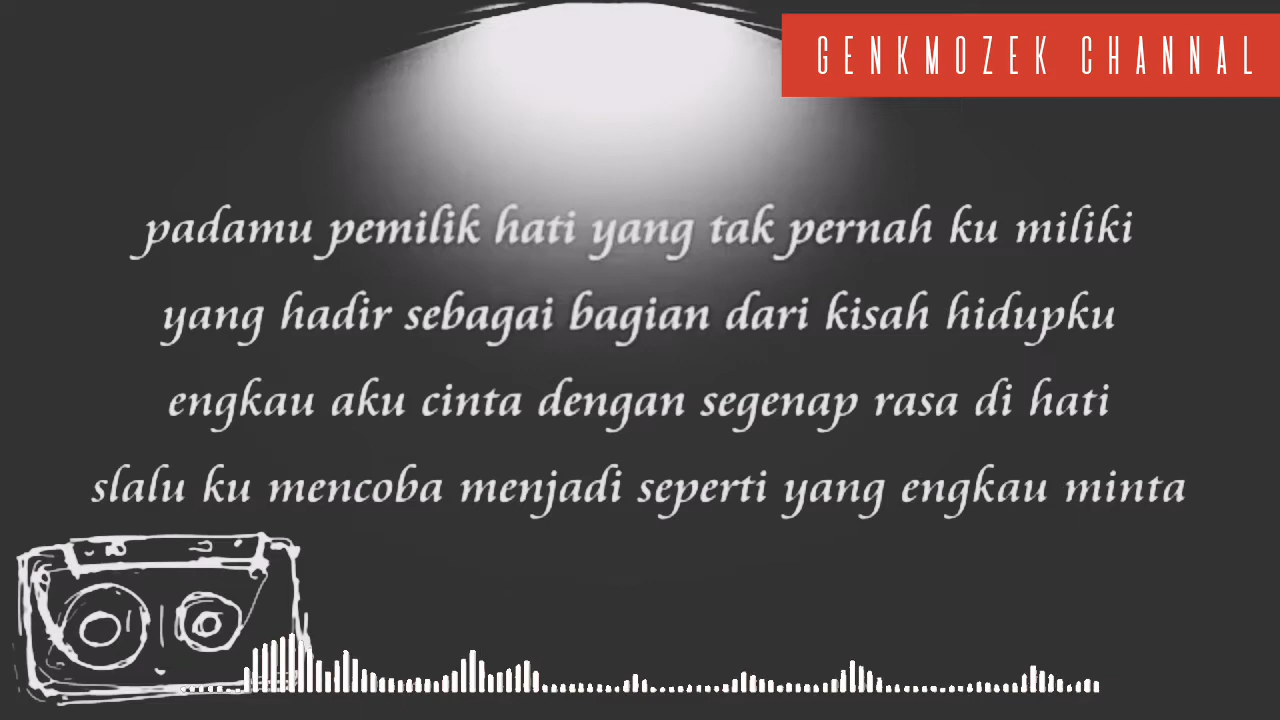 GENKMOZEK CHANNAL
padamu pemilik hati yang tak pernah ku miliki
yang hadir sebagai bagian dari kisah hidupku
engkau aku cinta dengan segenap rasa di hati
slalu ku mencoba menjadi seperti yang engkau minta